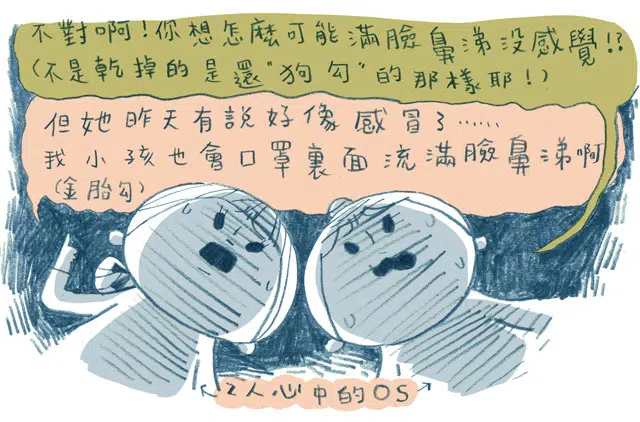 不對啊!你想怎麼可能滿臉鼻涕沒感覺!?
(不是乾掉的是還"狗勾"的那樣耶!)
但她昨天有說好像感冒了……
我小孩也會口罩裏面流滿臉鼻涕啊
(金胎勾)
2人心中的OS